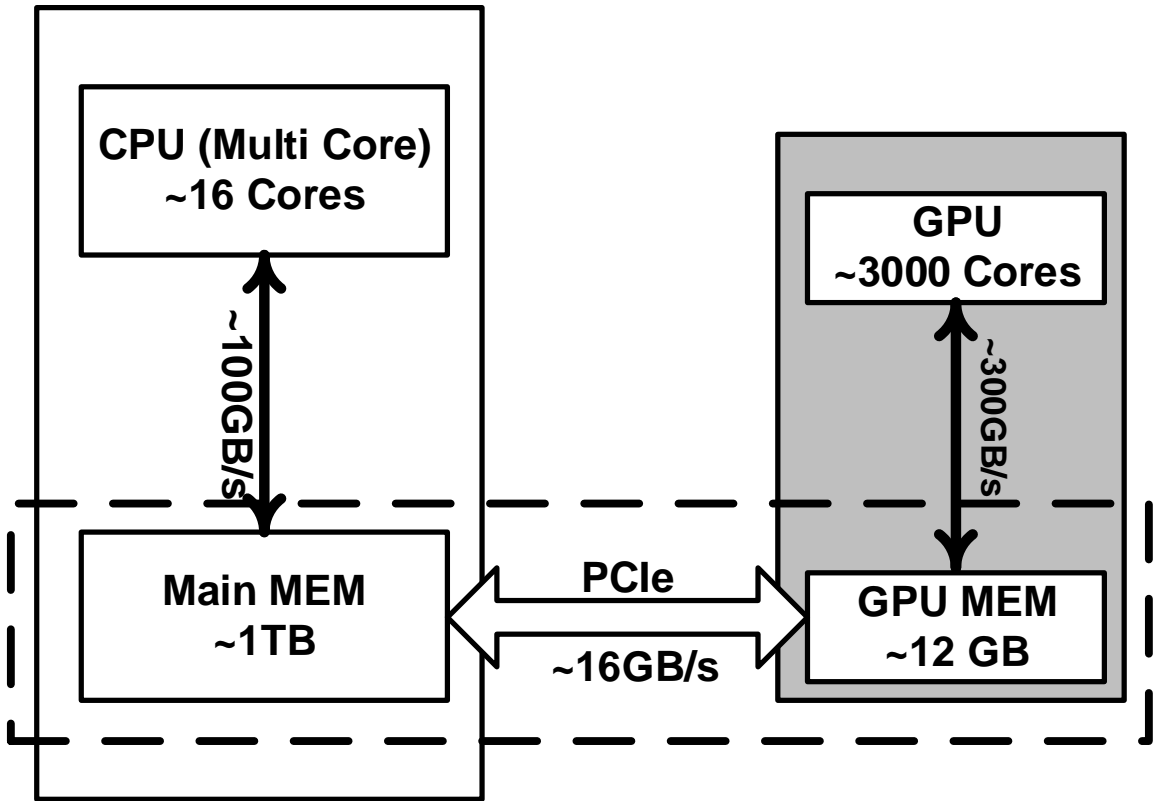 CPU (Multi Core)
~16 Cores
~100GB/s
Main MEM
~1TB
PCIe
~16GB/s
GPU
~3000 Cores
~300GB/s
GPU MEM
~12 GB